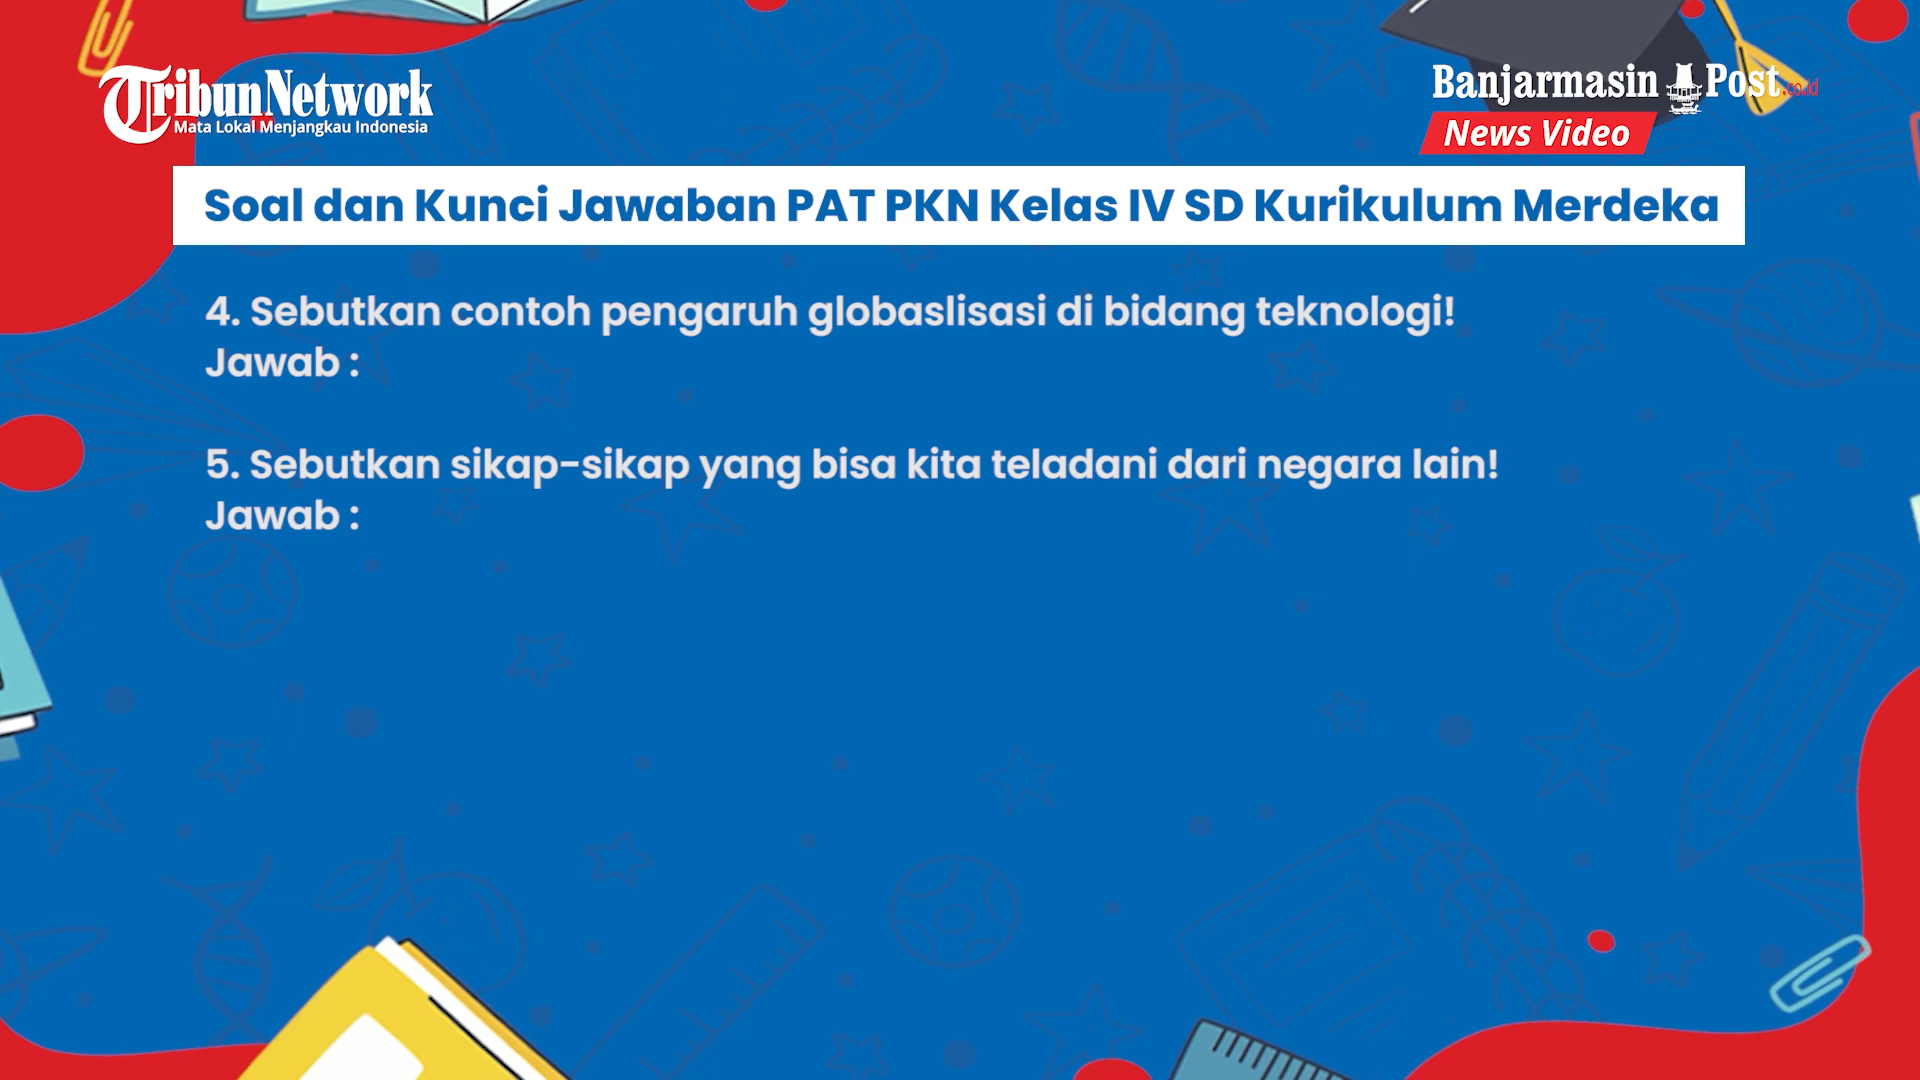 TribunNetwork
Mata Lokal Menjangkau Indonesia
Banjarmasin Post.co.id
News Video
Soal dan Kunci Jawaban PAT PKN Kelas IV SD Kurikulum Merdeka
4. Sebutkan contoh pengaruh globaslisasi di bidang teknologi!
Jawab :
5. Sebutkan sikap-sikap yang bisa kita teladani dari negara lain!
Jawab :